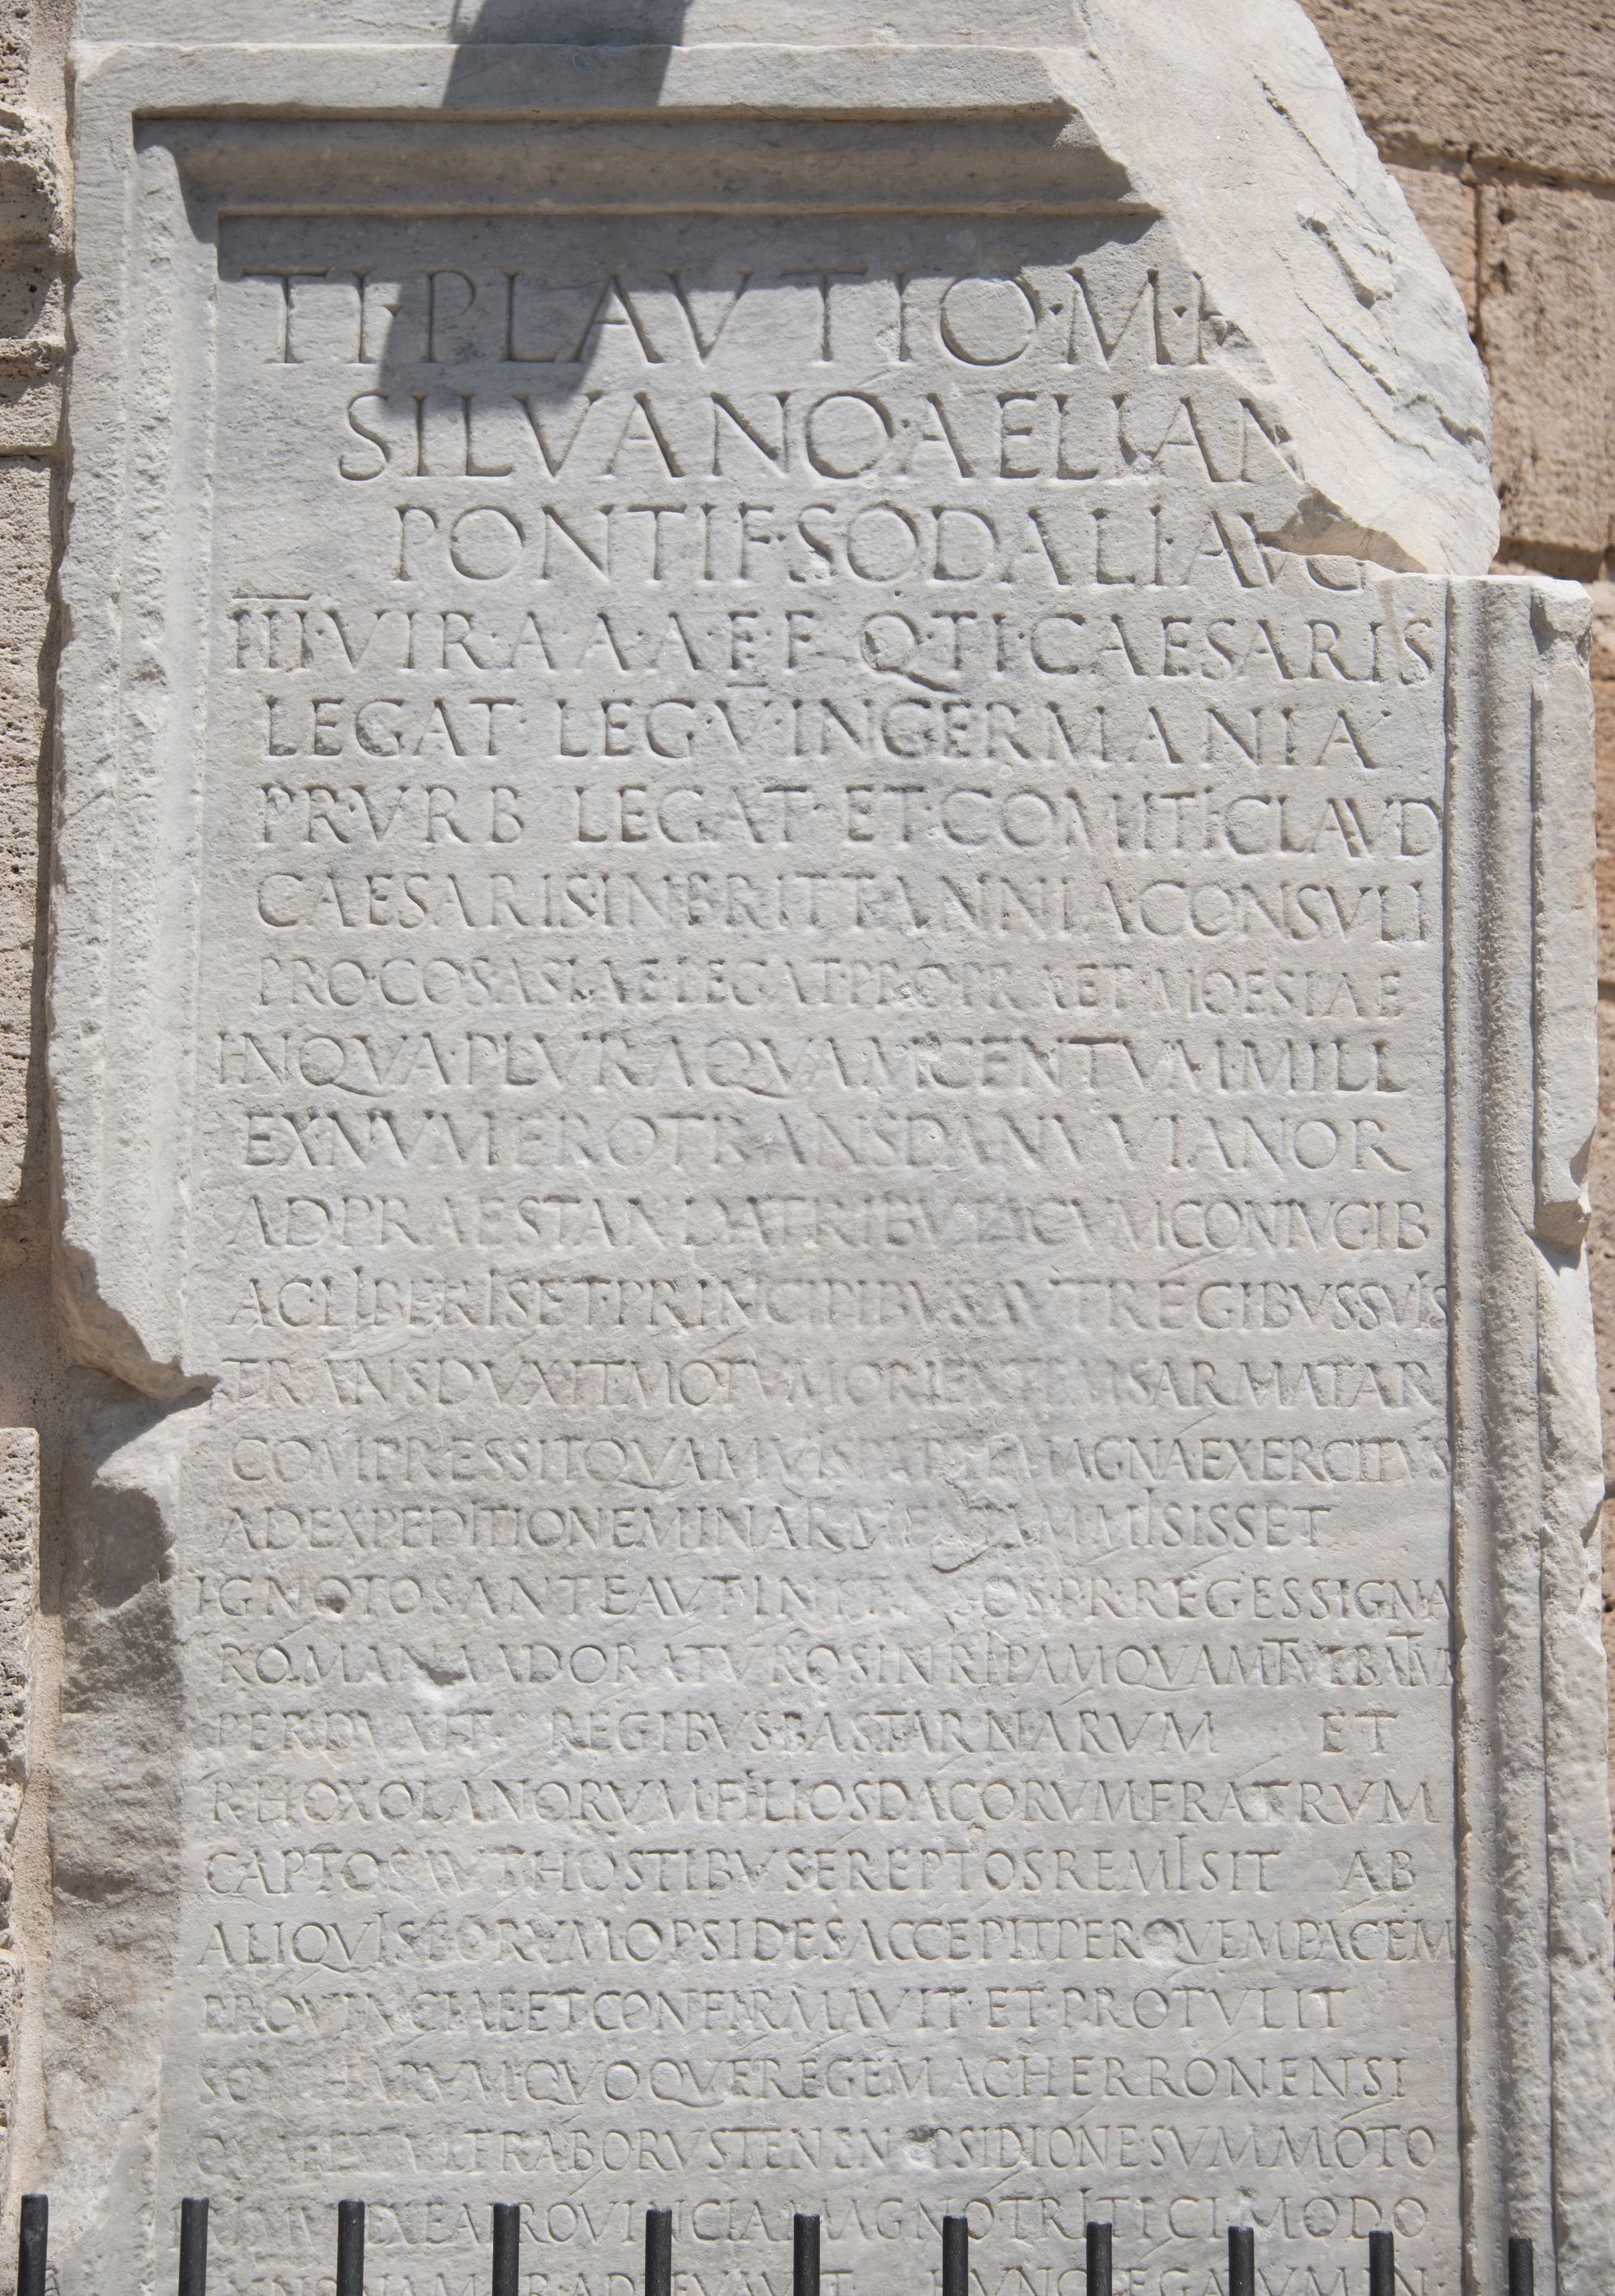 TI·PLAVTIO·M·F
SILVANO·AELIAN
PONTIF·SODALI·AVG
III·VIR·A·A·A·F·F Q·TI·CAESARIS
LEGAT LEG·V·IN GERMANIA
PR·VRB LEGAT·ET·COMITI·CLAVD
CAESARIS IN BRITTANNIA CONSVLI
PRO·COS ASIAE LEGAT PRO PRAET·MOESIAE
IN QVA PLVRA QVAM CENTVM MILL
EX NVMERO TRANSDANVVIANOR
AD PRAESTANDA TRIBVTA CVM CONIVGIB
AC LIBERIS ET PRINCIPIBVS AVT REGIBVS SVIS
TRANSDVXIT MOTVM ORIENTEM SARMATAR
COMPRESSIT QVAMVIS PARTE MAGNA EXERCITVS
AD EXPEDITIONEM IN ARMENIAM MISISSET
IGNOTOS ANTE AVT INFENSOS P·R·REGES SIGNA
ROMANA ADORATVROS IN RIPAM QVAM TVEBATVR
PERDVXIT REGIBVS BASTARNARVM ET
RHOXOLANORVM FILIOS DACORVM FRATRVM
CAPTOS AVT HOSTIBVS EREPTOS REMISIT AB
ALIQVIS EORVM OPSIDES ACCEPIT PER QVEM PACEM
PROVINCIAE ET CONFIRMAVIT ET PROTVLIT
SCYTHARVM QVOQVE REGEM A CHERRONENSI
QVAE EST VLTRA BORVSTENEN OPSIDIONE SVMMOTO
PRIMVS EX EA PROVINCIA MAGNO TRITICI MODO